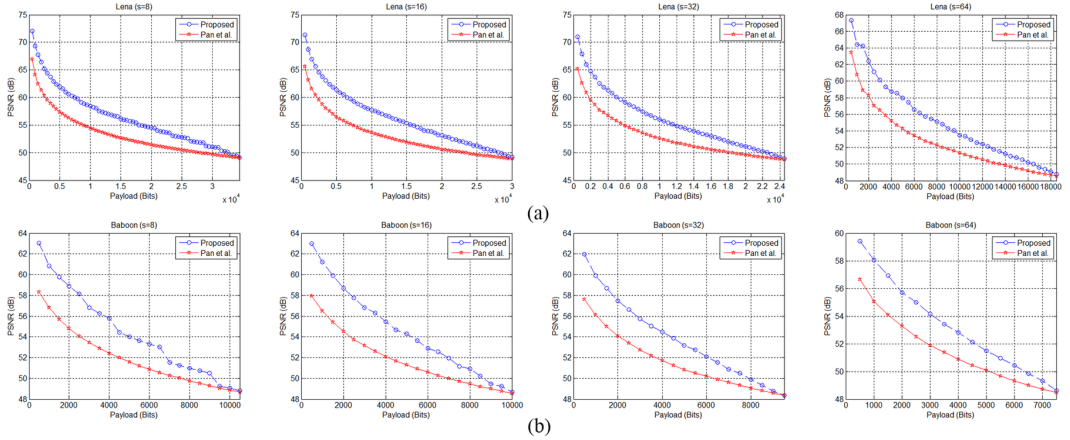 Lena (s=8)
PSNR (dB)
75
70
65
60
55
50
45
0.5
1
1.5
2
2.5
3
x 10⁴
Payload (Bits)
Proposed
Pan et al.
Lena (s=16)
PSNR (dB)
75
70
65
60
55
50
45
0.5
1
1.5
2
2.5
3
x 10⁴
Payload (Bits)
Proposed
Pan et al.
Lena (s=32)
PSNR (dB)
75
70
65
60
55
50
45
0.2
0.4
0.6
0.8
1
1.2
1.4
1.6
1.8
2
2.2
2.4
x 10⁴
Payload (Bits)
Proposed
Pan et al.
Lena (s=64)
PSNR (dB)
68
66
64
62
60
58
56
54
52
50
48
2000
4000
6000
8000
10000
12000
14000
16000
18000
Payload (Bits)
Proposed
Pan et al.
(a)
Baboon (s=8)
PSNR (dB)
64
62
60
58
56
54
52
50
48
0
2000
4000
6000
8000
10000
Payload (Bits)
Proposed
Pan et al.
Baboon (s=16)
PSNR (dB)
64
62
60
58
56
54
52
50
48
0
2000
4000
6000
8000
10000
Payload (Bits)
Proposed
Pan et al.
Baboon (s=32)
PSNR (dB)
64
62
60
58
56
54
52
50
48
0
2000
4000
6000
8000
Payload (Bits)
Proposed
Pan et al.
Baboon (s=64)
PSNR (dB)
60
58
56
54
52
50
48
0
1000
2000
3000
4000
5000
6000
7000
Payload (Bits)
Proposed
Pan et al.
(b)